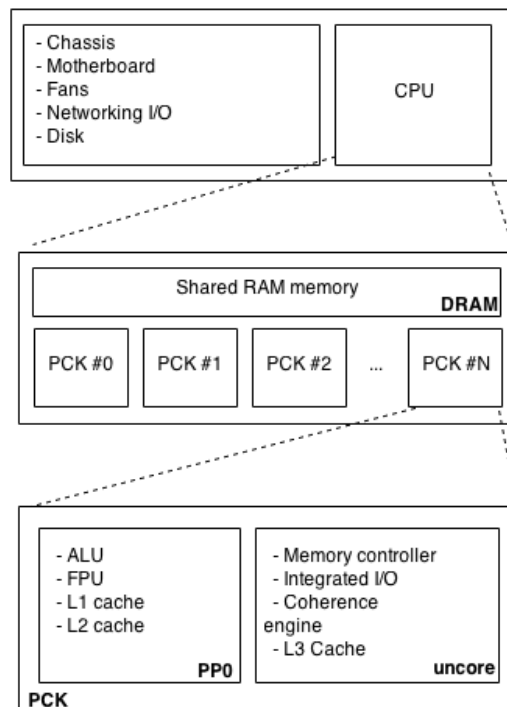 - Chassis
- Motherboard
- Fans
- Networking I/O
- Disk
CPU
Shared RAM memory
DRAM
PCK #0
PCK #1
PCK #2
...
PCK #N
- ALU
- FPU
- L1 cache
- L2 cache
PP0
- Memory controller
- Integrated I/O
- Coherence
engine
- L3 Cache
uncore
PCK